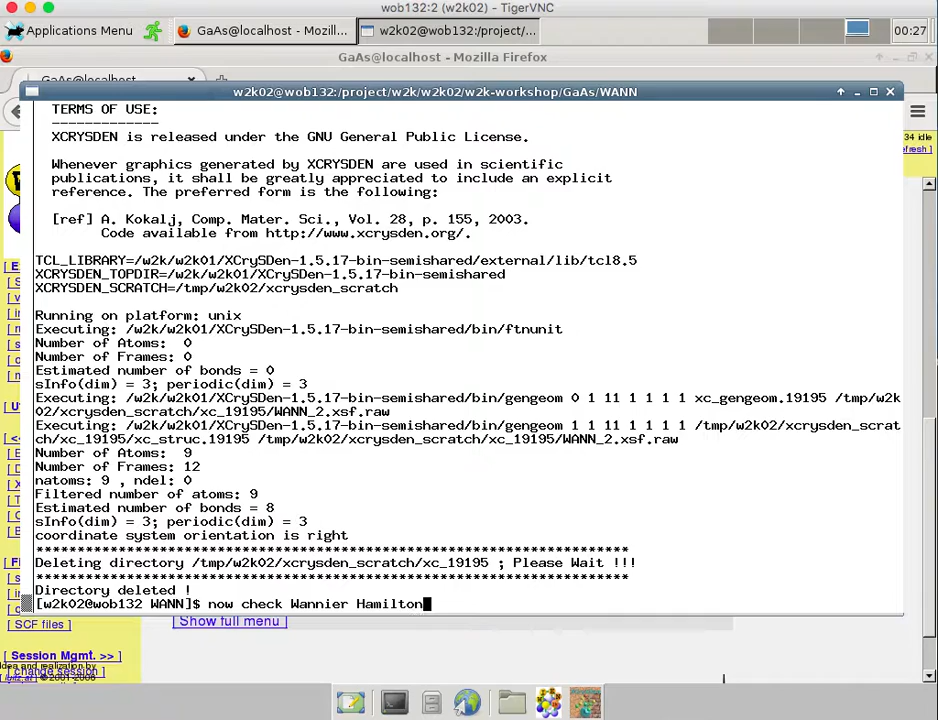 wob132:2 (w2k02) - TigerVNC
Applications Menu
GaAs@localhost - Mozill...
w2k02@wob132:/project/...
00:27
GaAs@localhost - Mozilla Firefox
GaAs@localhost
w2k02@wob132:/project/w2k/w2k02/w2k-workshop/GaAs/WANN
TERMS OF USE:
-------------
XCRYSDEN is released under the GNU General Public License.
Whenever graphics generated by XCRYSDEN are used in scientific
publications, it shall be greatly appreciated to include an explicit
reference. The preferred form is the following:
[ref] A. Kokalj, Comp. Mater. Sci., Vol. 28, p. 155, 2003.
Code available from http://www.xcrysden.org/.
TCL_LIBRARY=/w2k/w2k01/XCrySDen-1.5.17-bin-semishared/external/lib/tcl8.5
XCRYSDEN_TOPDIR=/w2k/w2k01/XCrySDen-1.5.17-bin-semishared
XCRYSDEN_SCRATCH=/tmp/w2k02/xcrysden_scratch
Running on platform: unix
Executing: /w2k/w2k01/XCrySDen-1.5.17-bin-semishared/bin/ftnunit
Number of Atoms:  0
Number of Frames: 0
Estimated number of bonds = 0
sInfo(dim) = 3; periodic(dim) = 3
Executing: /w2k/w2k01/XCrySDen-1.5.17-bin-semishared/bin/gengeom 0 1 11 1 1 1 1 xc_gengeom.19195 /tmp/w2k
02/xcrysden_scratch/xc_19195/WANN_2.xsf.raw
Executing: /w2k/w2k01/XCrySDen-1.5.17-bin-semishared/bin/gengeom 1 1 11 1 1 1 1 /tmp/w2k02/xcrysden_scrat
ch/xc_19195/xc_struc.19195 /tmp/w2k02/xcrysden_scratch/xc_19195/WANN_2.xsf.raw
Number of Atoms:  9
Number of Frames: 12
natoms: 9 , ndel: 0
Filtered number of atoms: 9
Estimated number of bonds = 8
sInfo(dim) = 3; periodic(dim) = 3
coordinate system orientation is right
************************************************************************
Deleting directory /tmp/w2k02/xcrysden_scratch/xc_19195 ; Please Wait !!!
************************************************************************
Directory deleted !
[w2k02@wob132 WANN]$ now check Wannier Hamilton
34 idle
efresh ]
[ SCF files ]
[ Show full menu ]
[ Session Mgmt. >> ]
[ change session ]
Idea and realization by
© 2001-2006